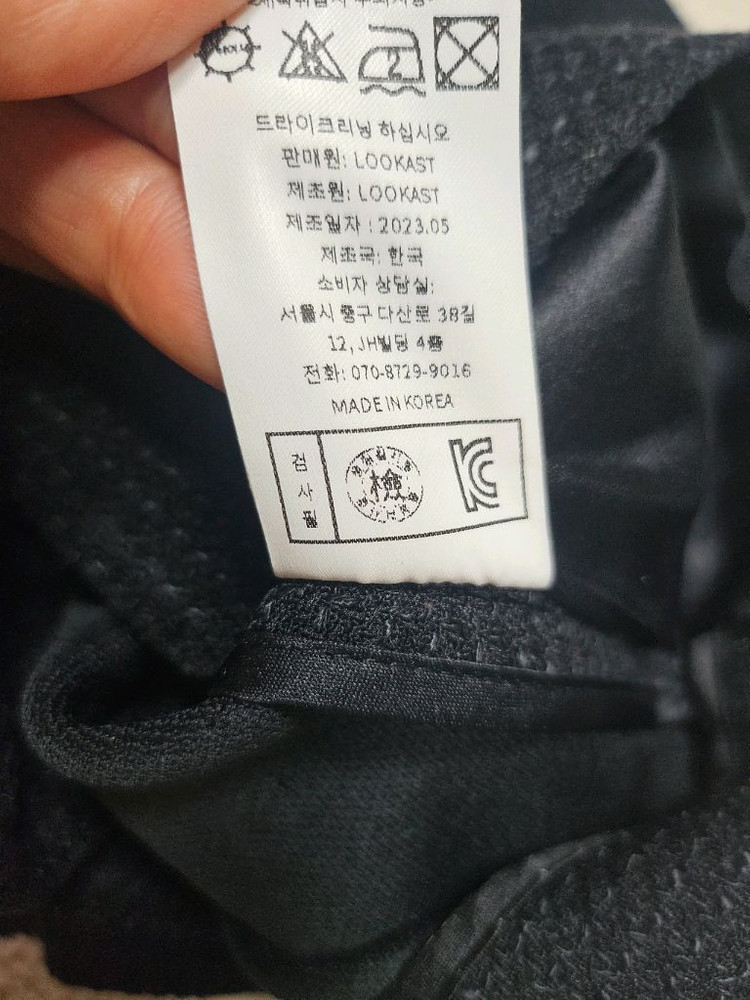 2
드라이크리닝 하십시오
판매원: LOOKAST
제조원: LOOKAST
제조일자 : 2023.05
제조국: 한국
소비자 상담실:
서울시 중구 다산로 38길
12, JH빌딩 4층
전화: 070-8729-9016
MADE IN KOREA
검
사
필
檢
KC